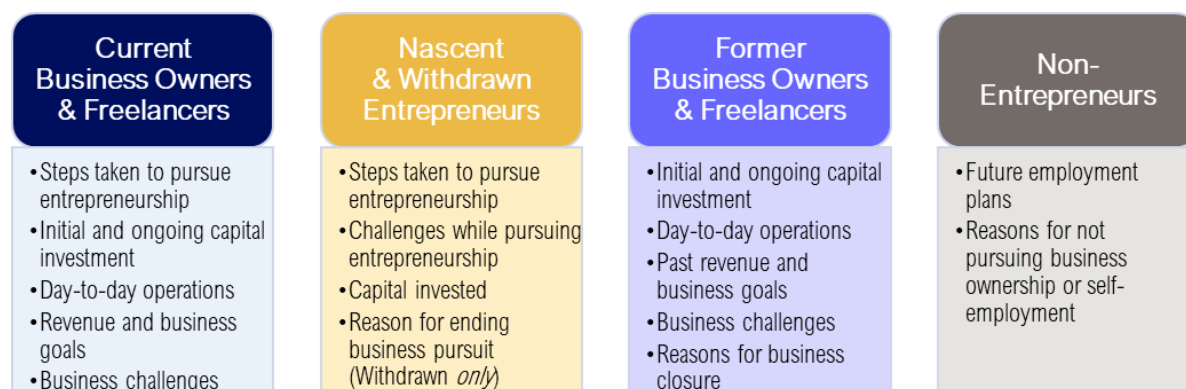 Current
Business Owners
& Freelancers
•Steps taken to pursue
entrepreneurship
•Initial and ongoing capital
investment
•Day-to-day operations
•Revenue and business
goals
•Business challenges
Nascent
& Withdrawn
Entrepreneurs
•Steps taken to pursue
entrepreneurship
•Challenges while pursuing
entrepreneurship
•Capital invested
•Reason for ending
business pursuit
(Withdrawn only)
Former
Business Owners
& Freelancers
•Initial and ongoing capital
investment
•Day-to-day operations
•Past revenue and
business goals
•Business challenges
•Reasons for business
closure
Non-
Entrepreneurs
•Future employment
plans
•Reasons for not
pursuing business
ownership or self-
employment